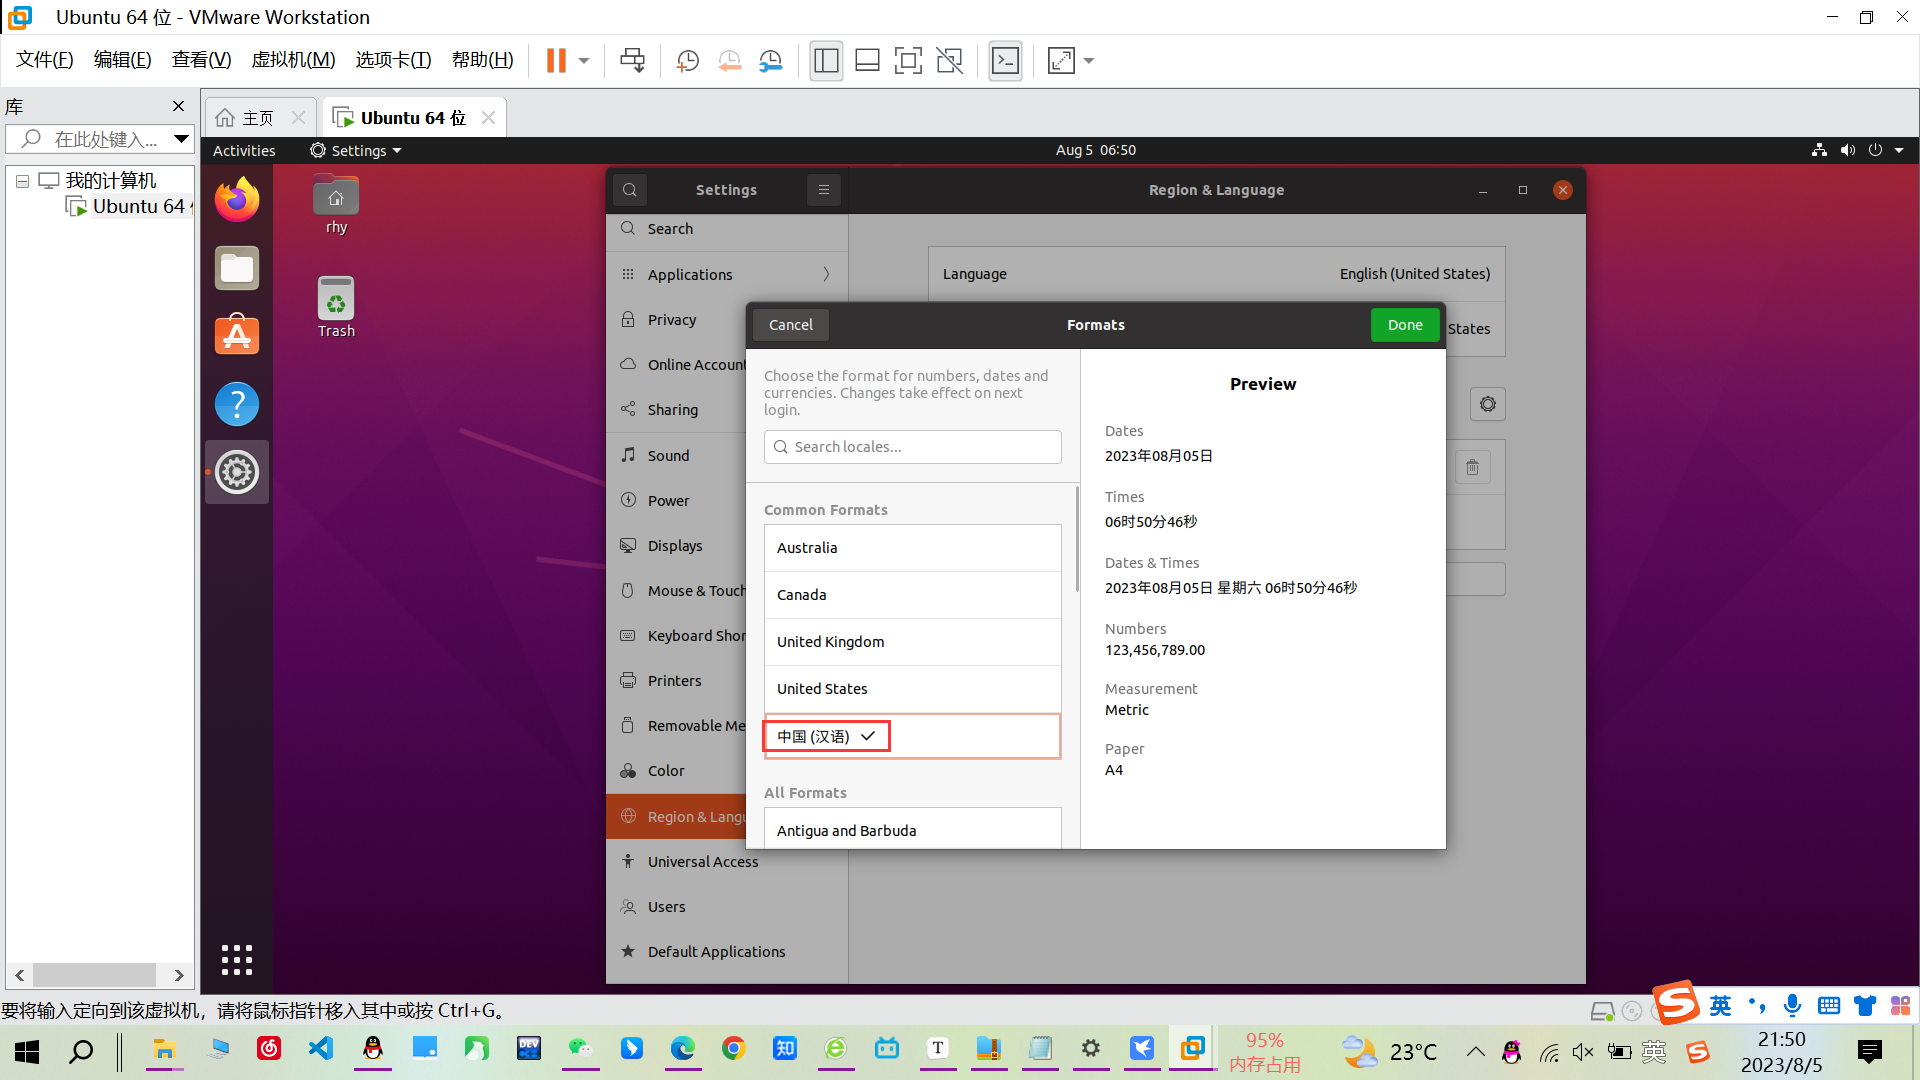 Ubuntu 64 位 - VMware Workstation
文件(F) 编辑(E) 查看(V) 虚拟机(M) 选项卡(T) 帮助(H)
库
在此处键入...
我的计算机
Ubuntu 64
主页
Ubuntu 64 位
Activities
Settings
Aug 5 06:50
rhy
Trash
Settings
Region & Language
Search
Applications
Privacy
Online Account
Sharing
Sound
Power
Displays
Mouse & Touch
Keyboard Shor
Printers
Removable Me
Color
Region & Langu
Universal Access
Users
Default Applications
Language
English (United States)
States
Cancel
Formats
Done
Choose the format for numbers, dates and
currencies. Changes take effect on next
login.
Search locales...
Common Formats
Australia
Canada
United Kingdom
United States
中国 (汉语)
All Formats
Antigua and Barbuda
Preview
Dates
2023年08月05日
Times
06时50分46秒
Dates & Times
2023年08月05日 星期六 06时50分46秒
Numbers
123,456,789.00
Measurement
Metric
Paper
A4
要将输入定向到该虚拟机，请将鼠标指针移入其中或按 Ctrl+G。
英
DEV
知
T
95%
内存占用
23°C
英
21:50
2023/8/5